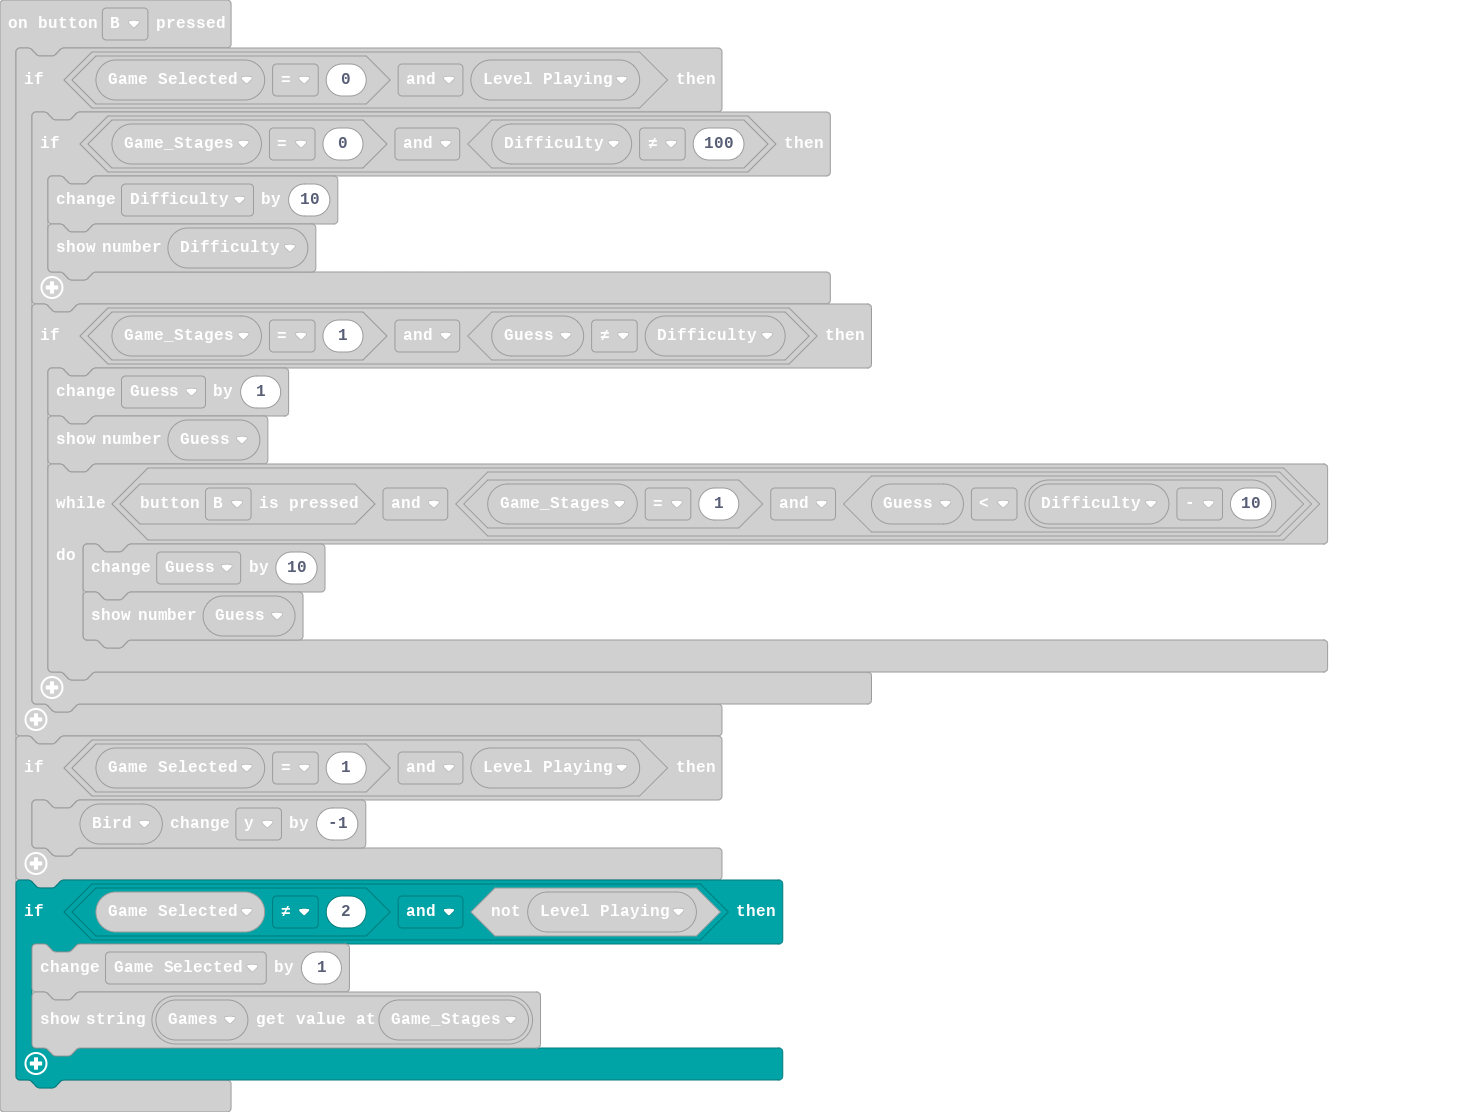 on button B pressed
if Game Selected = 0 and Level Playing then
if Game_Stages = 0 and Difficulty ≠ 100 then
change Difficulty by 10
show number Difficulty
if Game_Stages = 1 and Guess ≠ Difficulty then
change Guess by 1
show number Guess
while button B is pressed and Game_Stages = 1 and Guess < Difficulty - 10
do change Guess by 10
show number Guess
if Game Selected = 1 and Level Playing then
Bird change y by -1
if Game Selected ≠ 2 and not Level Playing then
change Game Selected by 1
show string Games get value at Game_Stages